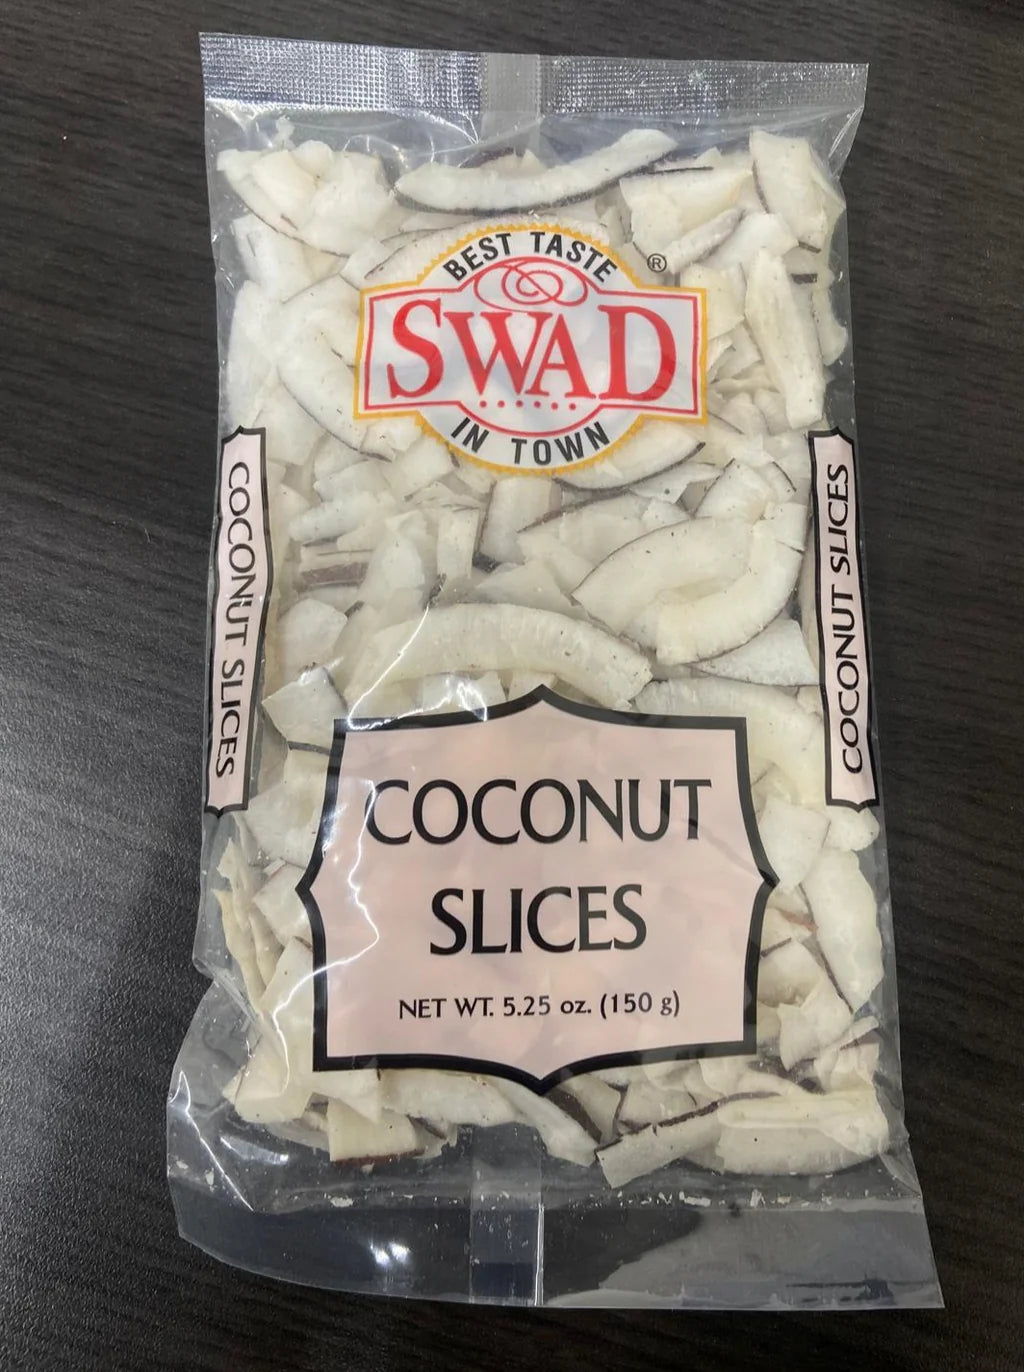 BEST TASTE
®
SWAD
IN TOWN
COCONUT SLICES
COCONUT SLICES
COCONUT
SLICES
NET WT. 5.25 oz. (150 g)